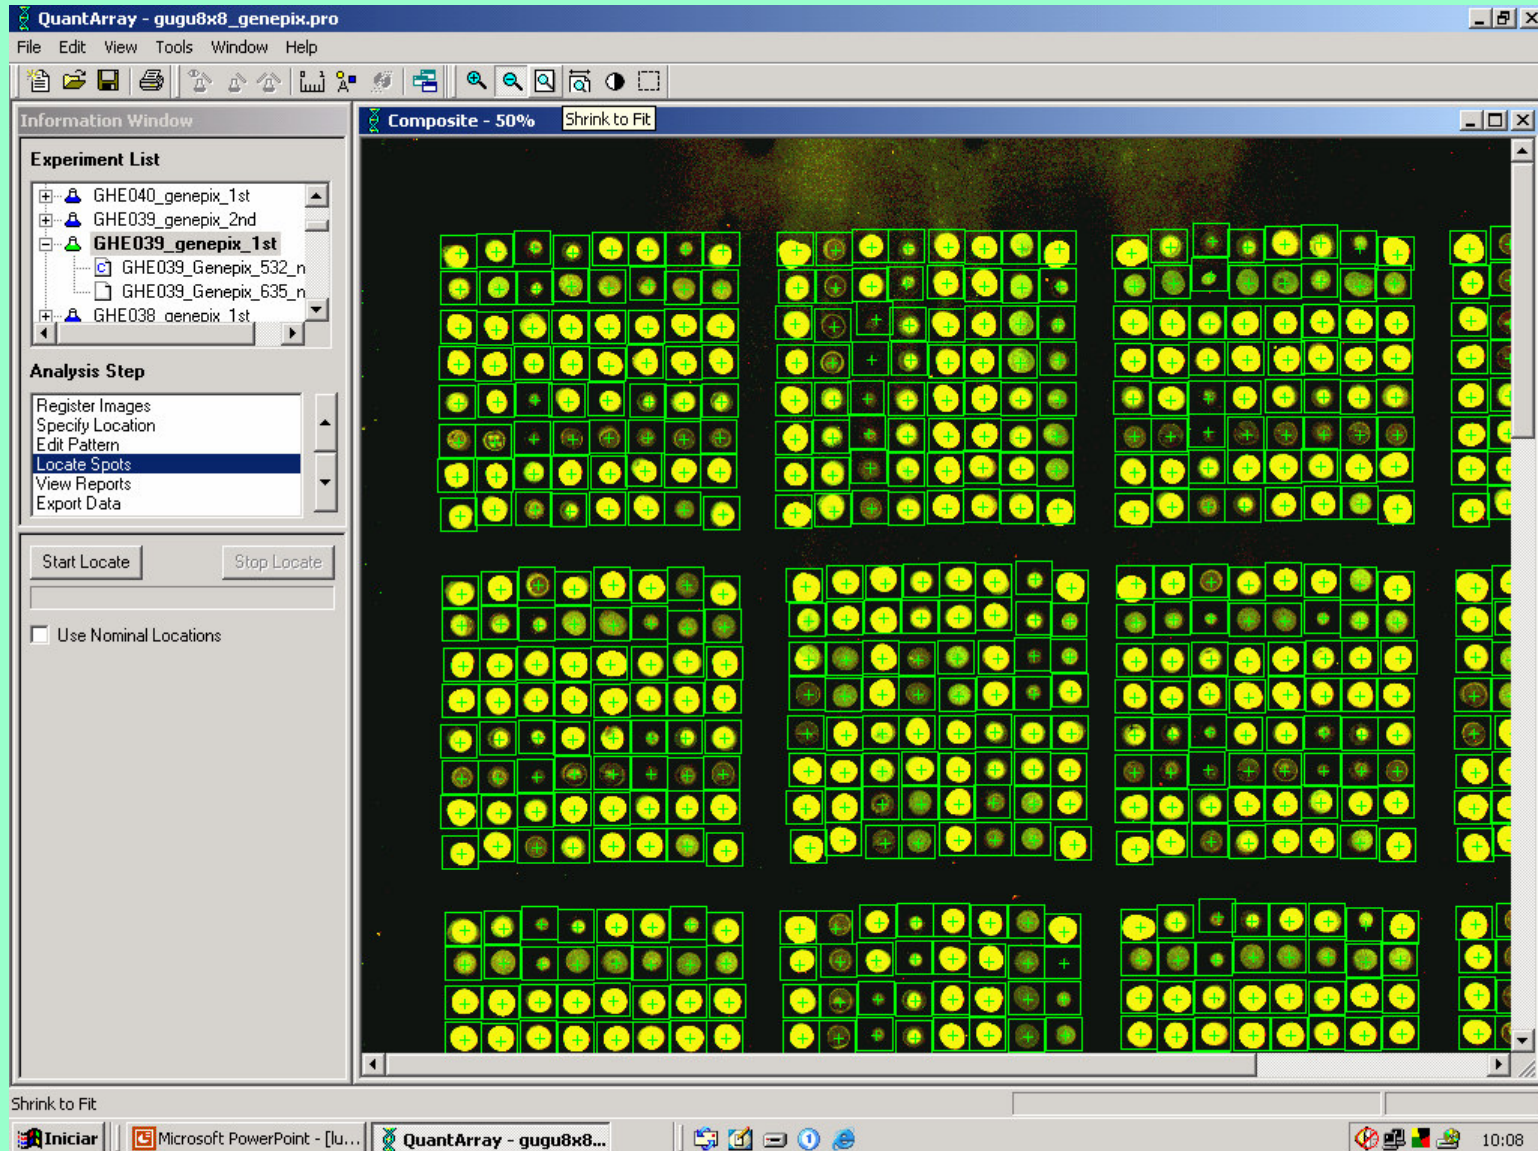 QuantArray - gugu8x8_genepix.pro
File Edit View Tools Window Help
Information Window
Experiment List
GHE040_genepix_1st
GHE039_genepix_2nd
GHE039_genepix_1st
GHE039_Genepix_532_n
GHE039_Genepix_635_n
GHE038_genepix_1st
Analysis Step
Register Images
Specify Location
Edit Pattern
Locate Spots
View Reports
Export Data
Start Locate Stop Locate
Use Nominal Locations
Composite - 50%
Shrink to Fit
Shrink to Fit
Iniciar Microsoft PowerPoint - [lu... QuantArray - gugu8x8... 10:08